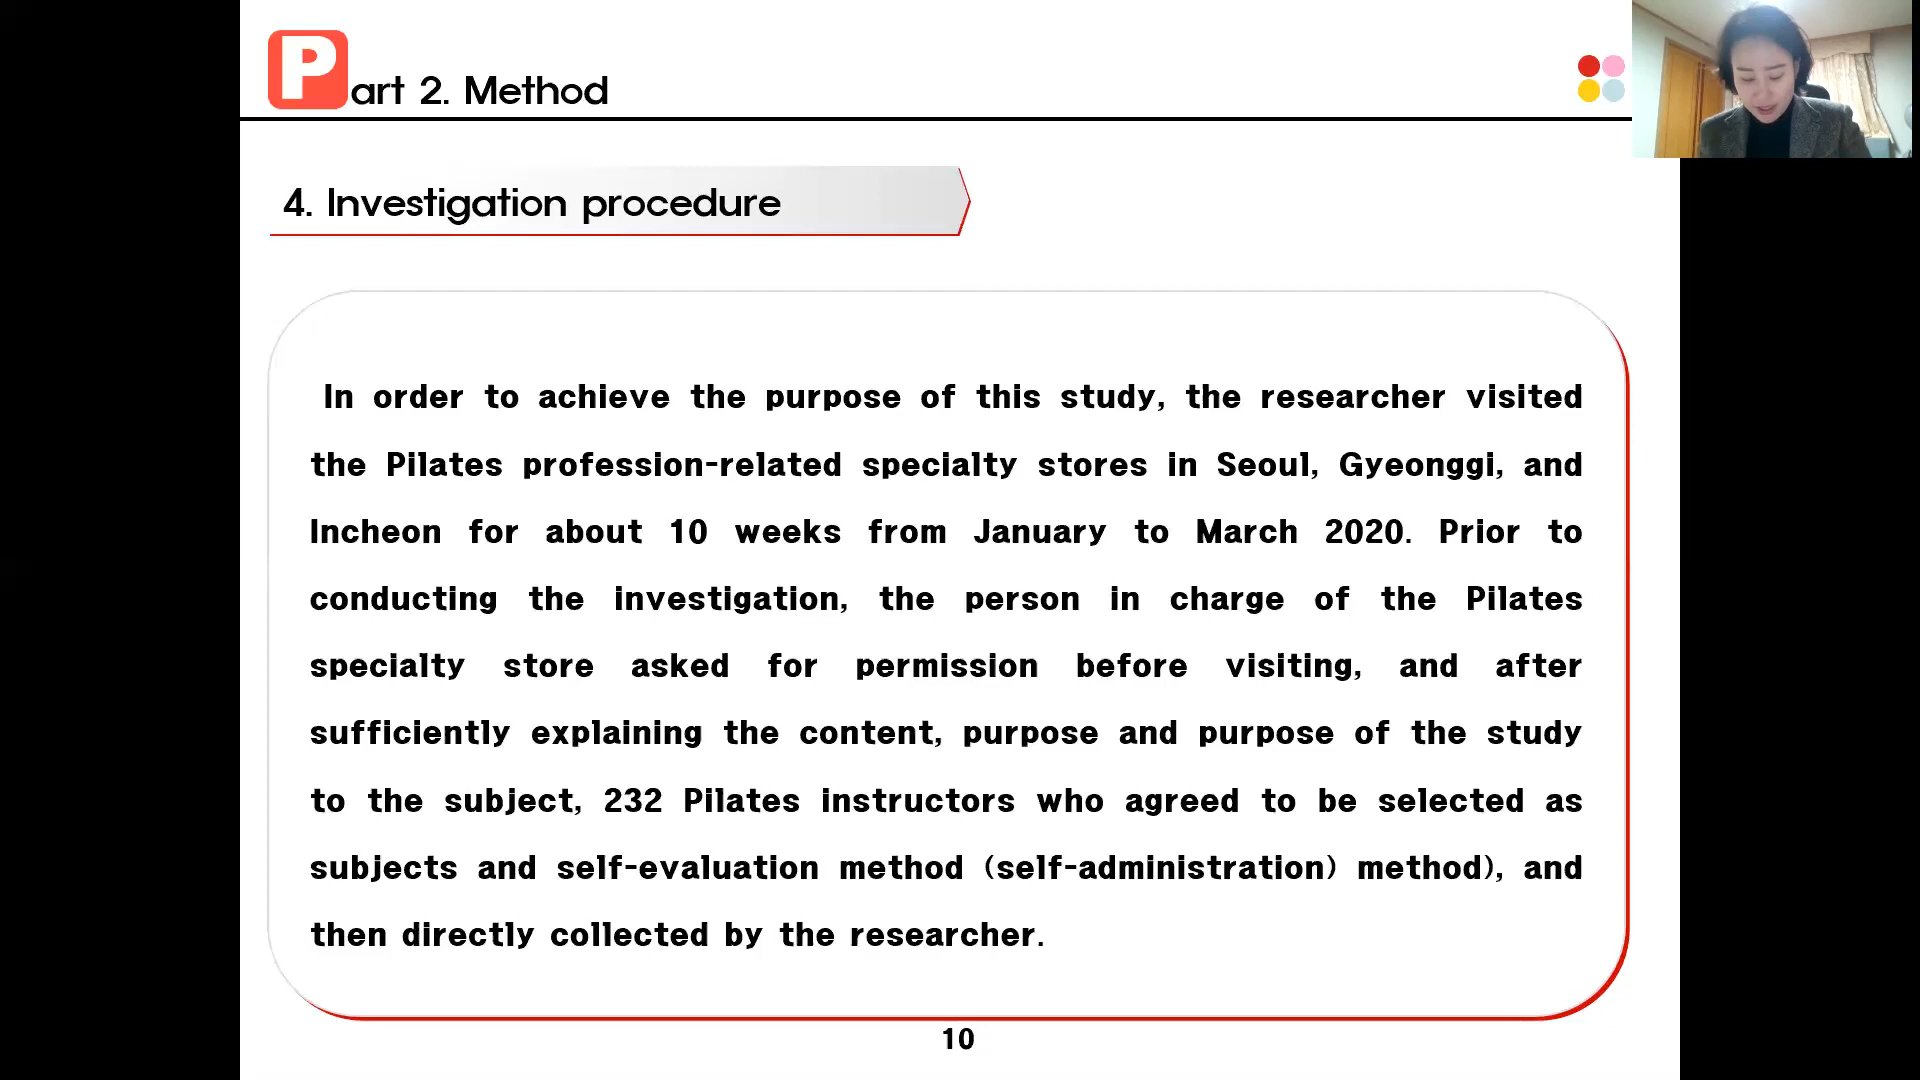 Part 2. Method
4. Investigation procedure
In order to achieve the purpose of this study, the researcher visited
the Pilates profession-related specialty stores in Seoul, Gyeonggi, and
Incheon for about 10 weeks from January to March 2020. Prior to
conducting the investigation, the person in charge of the Pilates
specialty store asked for permission before visiting, and after
sufficiently explaining the content, purpose and purpose of the study
to the subject, 232 Pilates instructors who agreed to be selected as
subjects and self-evaluation method (self-administration) method), and
then directly collected by the researcher.
10